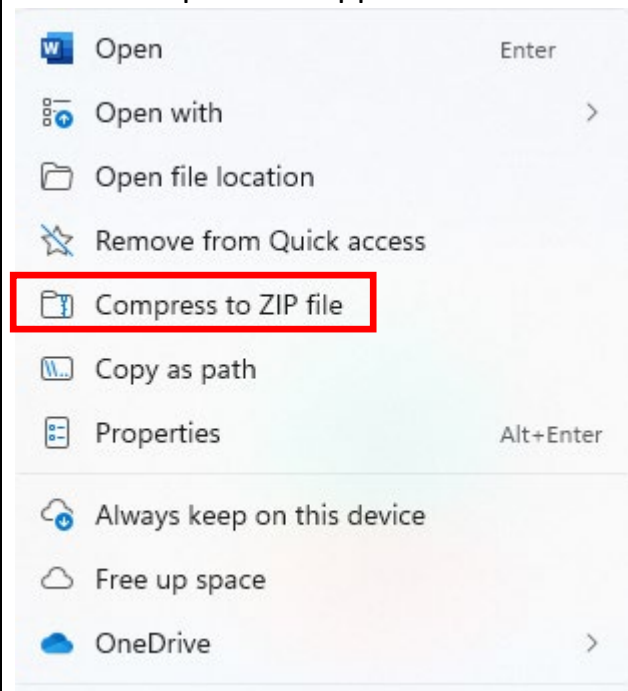 Open Enter
Open with
Open file location
Remove from Quick access
Compress to ZIP file
Copy as path
Properties Alt+Enter
Always keep on this device
Free up space
OneDrive